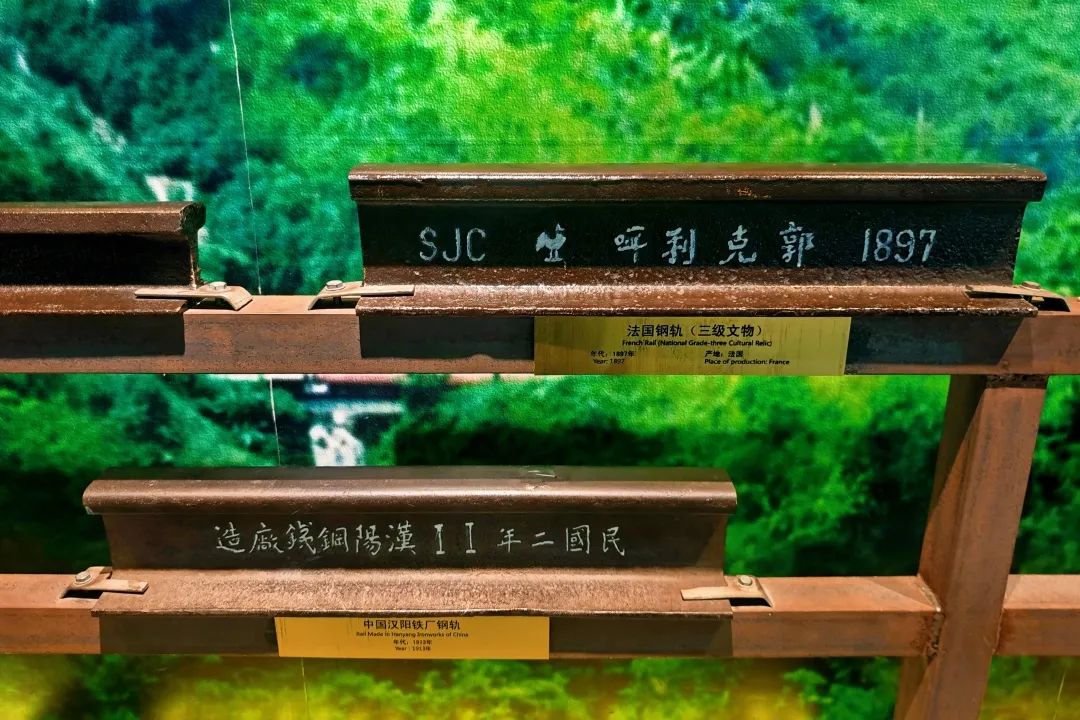 1897 郭克利呼 SJC
法国钢轨（三级文物）
French Rail (National Grade-three Cultural Relic)
年代：1897年 产地：法国
Year: 1897 Place of production: France
民國二年 I I 漢陽鋼鐵廠造
中国汉阳铁厂钢轨
Rail Made in Hanyang Ironworks of China
年代：1913年
Year：1913年